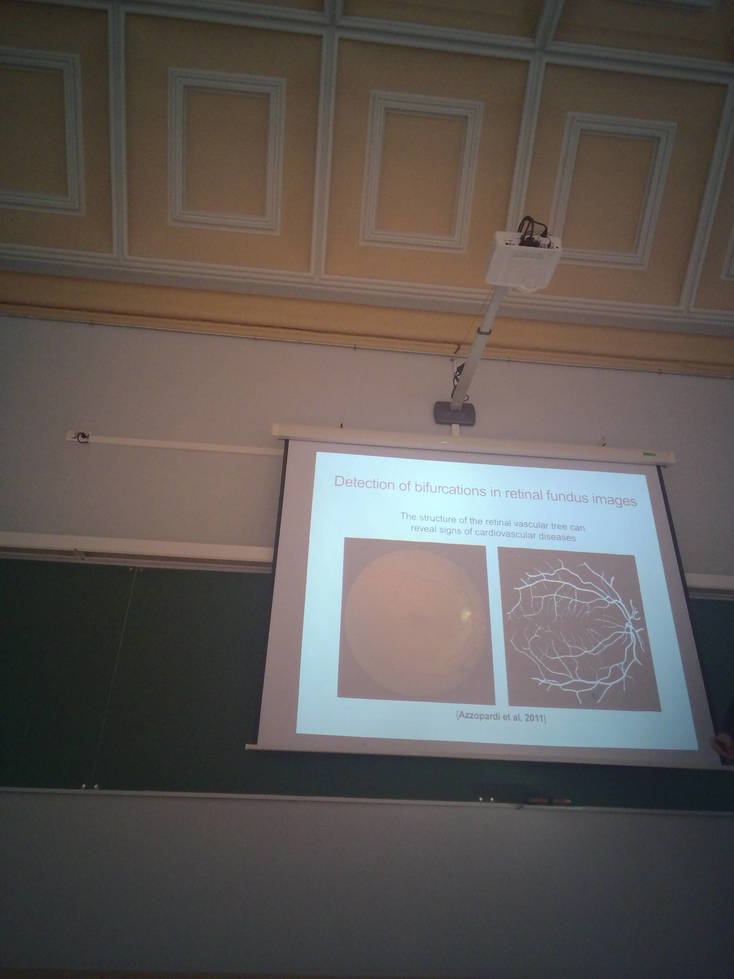 Detection of bifurcations in retinal fundus images
The structure of the retinal vascular tree can
reveal signs of cardiovascular diseases
[Azzopardi et al, 2011]